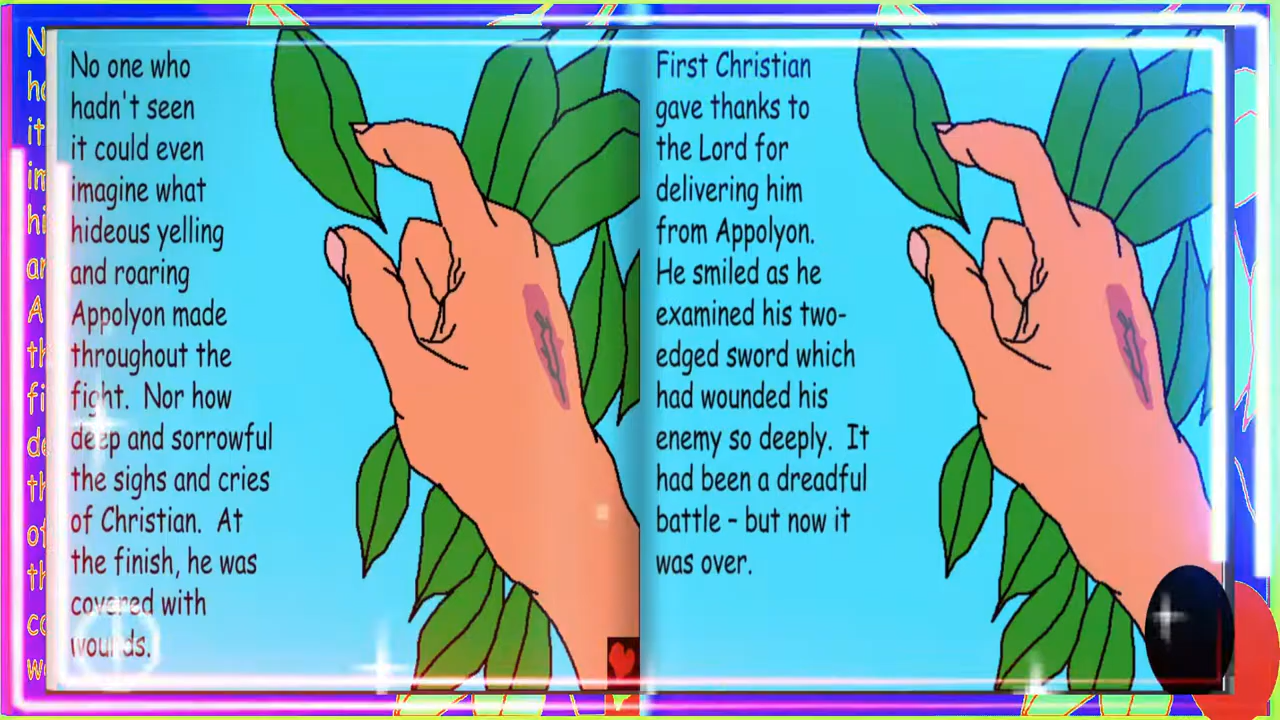 No one who
hadn't seen
it could even
imagine what
hideous yelling
and roaring
Appolyon made
throughout the
fight. Nor how
deep and sorrowful
the sighs and cries
of Christian. At
the finish, he was
covered with
wounds.
First Christian
gave thanks to
the Lord for
delivering him
from Appolyon.
He smiled as he
examined his two-
edged sword which
had wounded his
enemy so deeply. It
had been a dreadful
battle – but now it
was over.